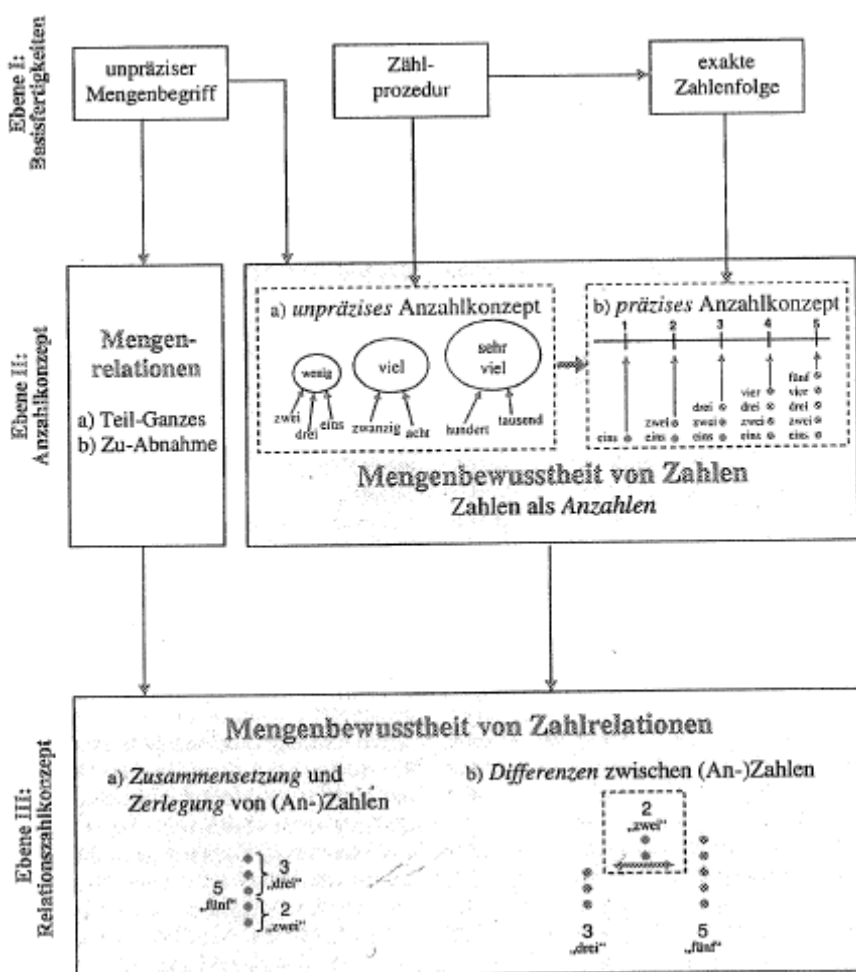 Ebene I:
Basisfertigkeiten
unpräziser
Mengenbegriff
Zähl-
prozedur
exakte
Zahlenfolge
Ebene II:
Anzahlkonzept
Mengen-
relationen
a) Teil-Ganzes
b) Zu-Abnahme
a) unpräzises Anzahlkonzept
wenig
viel
sehr
viel
zwei
drei
eins
zwanzig
acht
hundert
tausend
b) präzises Anzahlkonzept
1 2 3 4 5
fünf
vier vier
drei drei drei
zwei zwei zwei zwei
eins eins eins eins eins
Mengenbewusstheit von Zahlen
Zahlen als Anzahlen
Ebene III:
Relationszahlkonzept
Mengenbewusstheit von Zahlrelationen
a) Zusammensetzung und
Zerlegung von (An-)Zahlen
5
„fünf“
3
„drei“
2
„zwei“
b) Differenzen zwischen (An-)Zahlen
2
„zwei“
3
„drei“
5
„fünf“